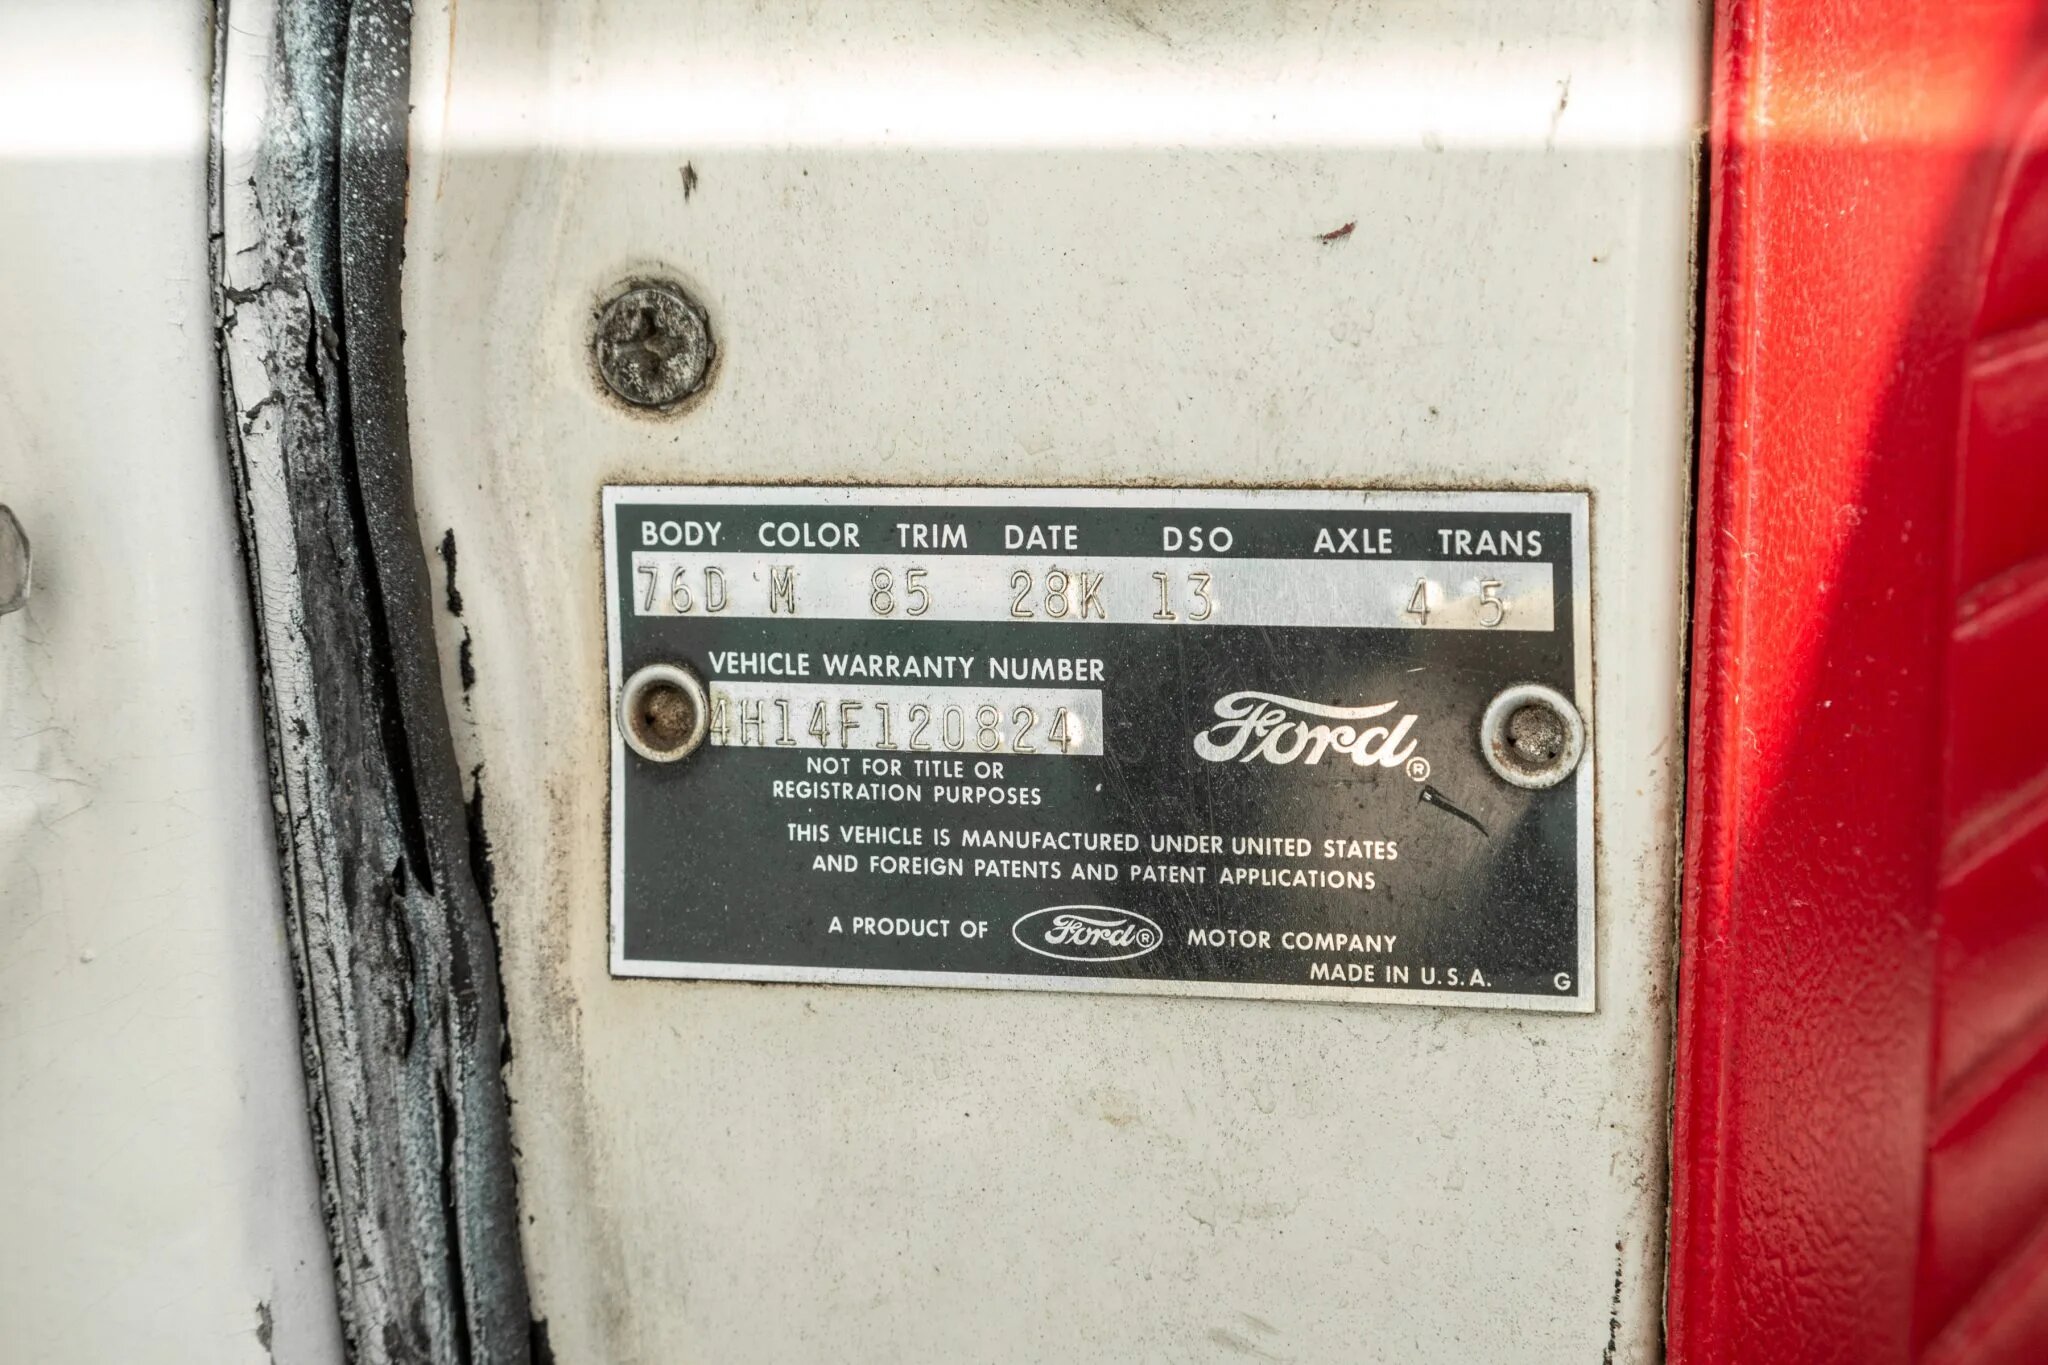 BODY COLOR TRIM DATE DSO AXLE TRANS
76D M 85 28K 13 4 5
VEHICLE WARRANTY NUMBER
4H14F120824
Ford®
NOT FOR TITLE OR
REGISTRATION PURPOSES
THIS VEHICLE IS MANUFACTURED UNDER UNITED STATES
AND FOREIGN PATENTS AND PATENT APPLICATIONS
A PRODUCT OF Ford® MOTOR COMPANY
MADE IN U.S.A. G